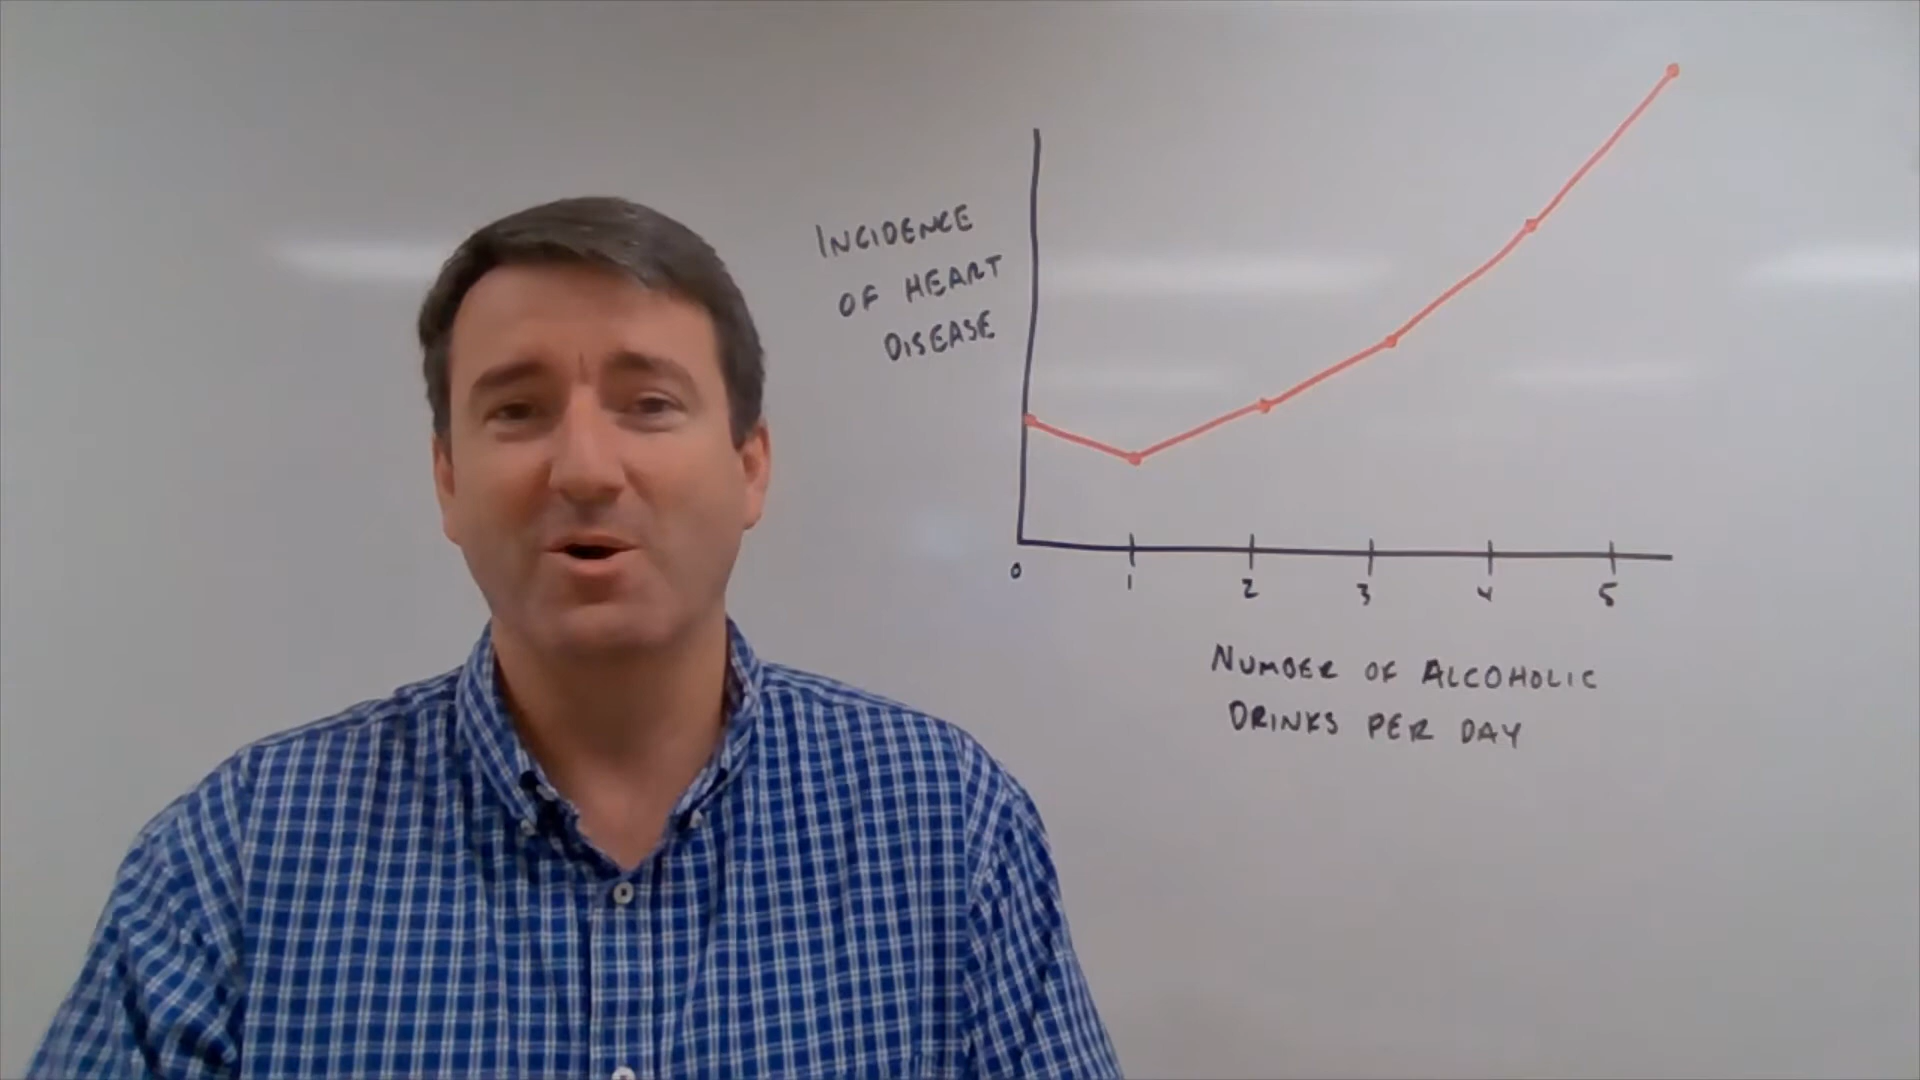 INCIDENCE
OF HEART
DISEASE
0 1 2 3 4 5
NUMBER OF ALCOHOLIC
DRINKS PER DAY